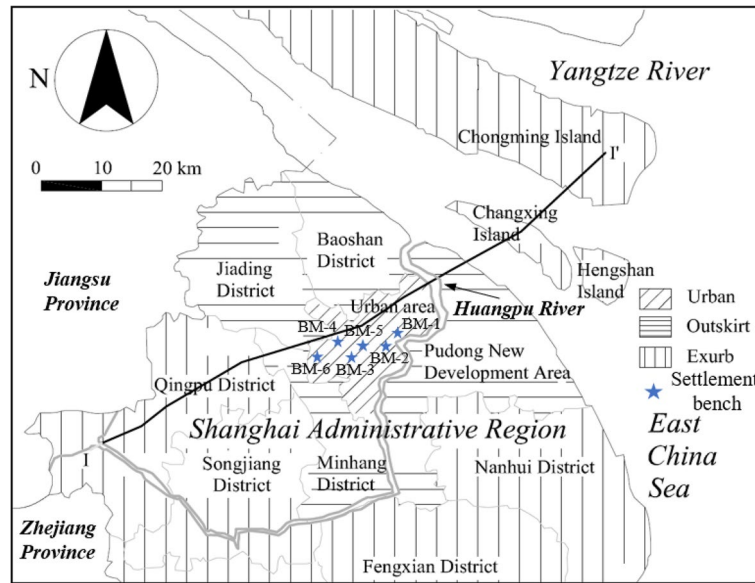 Yangtze River
N
Chongming Island
I'
0 10 20 km
Changxing
Island
Baoshan
District
Jiading
District
Hengshan
Island
Jiangsu
Province
Urban area
Huangpu River
Urban
Outskirt
Exurb
Settlement
bench
BM-4
BM-5
BM-1
BM-2
BM-6
BM-3
Pudong New
Development Area
Qingpu District
Shanghai Administrative Region
East
China
Sea
I
Songjiang
District
Minhang
District
Nanhui District
Zhejiang
Province
Fengxian District